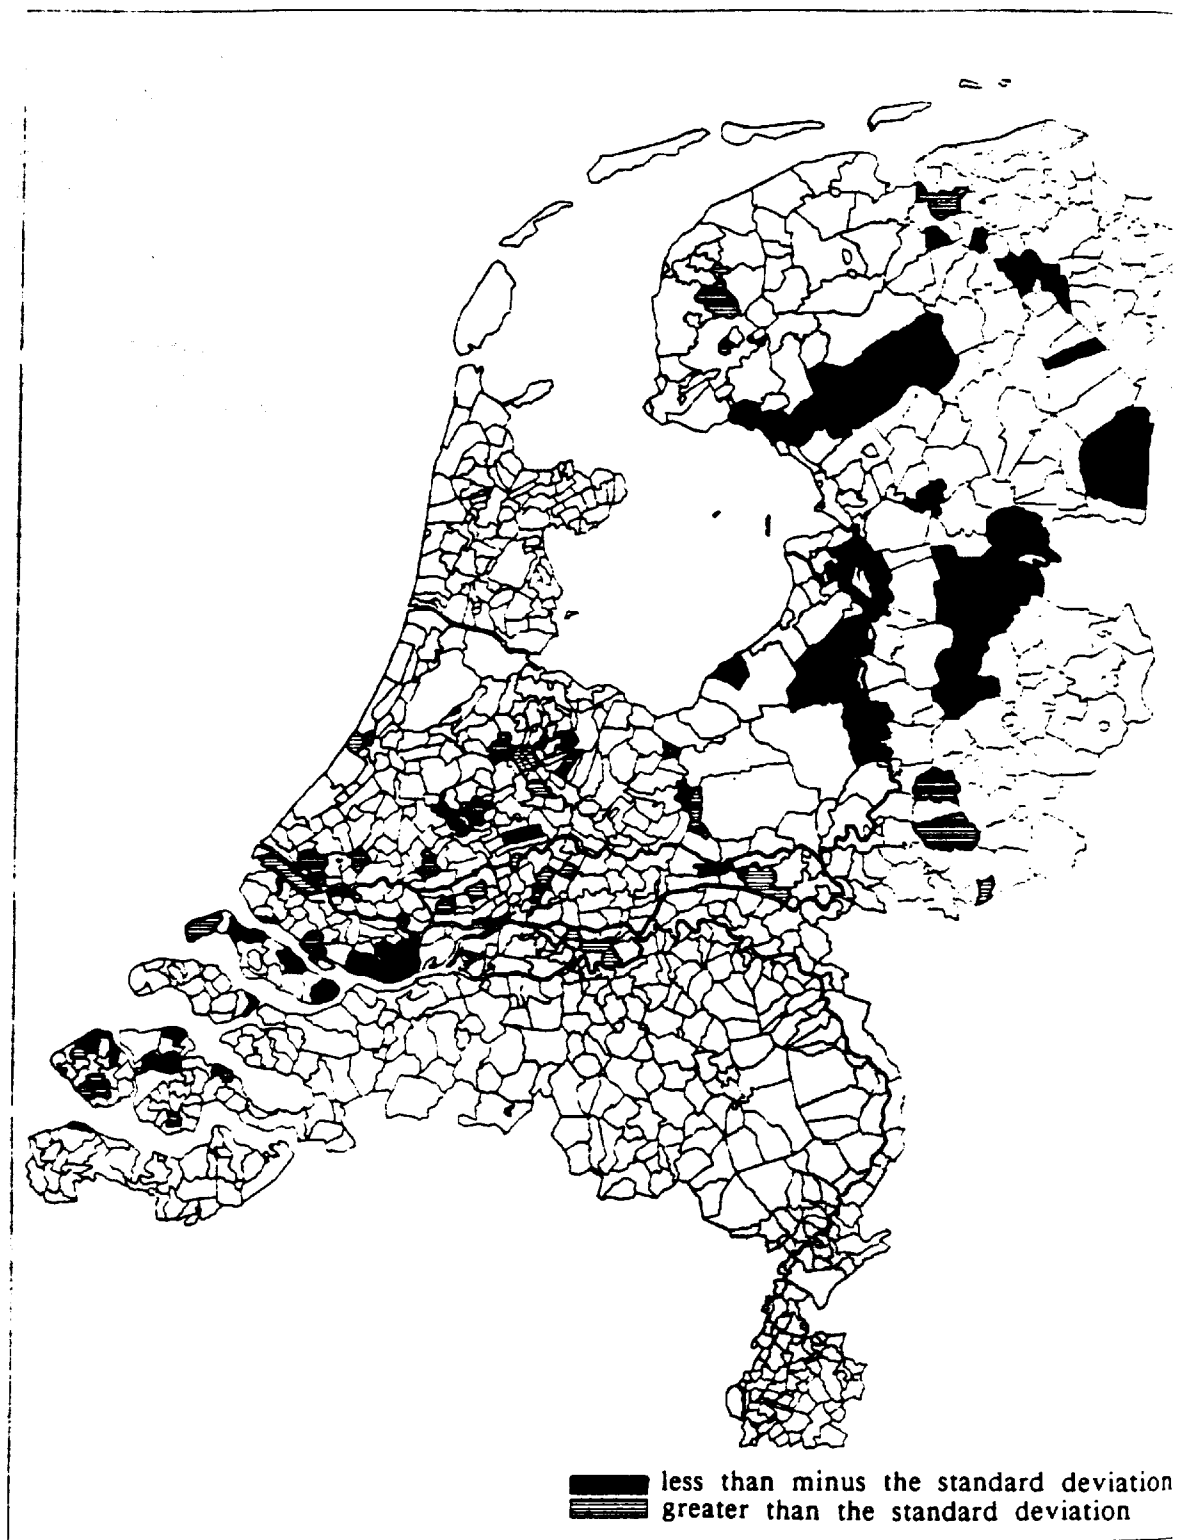 less than minus the standard deviation
greater than the standard deviation